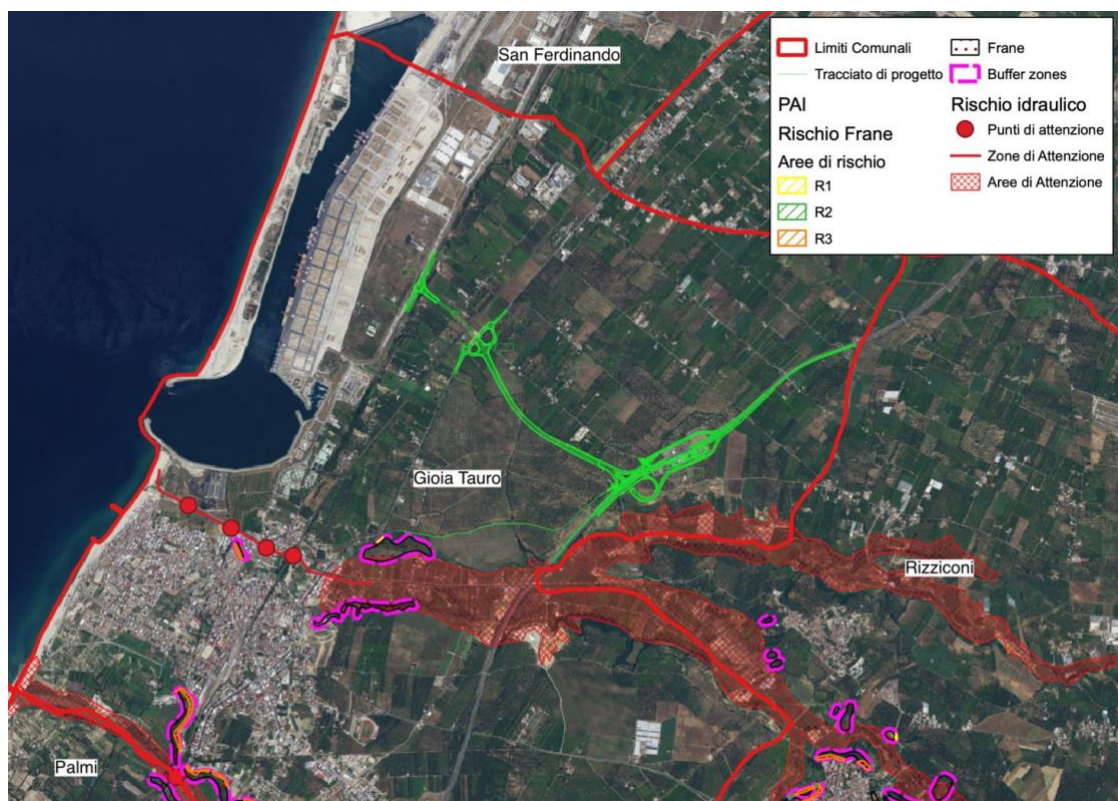 San Ferdinando
Gioia Tauro
Rizziconi
Palmi
Limiti Comunali
Tracciato di progetto
PAI
Rischio Frane
Aree di rischio
R1
R2
R3
Frane
Buffer zones
Rischio idraulico
Punti di attenzione
Zone di Attenzione
Aree di Attenzione